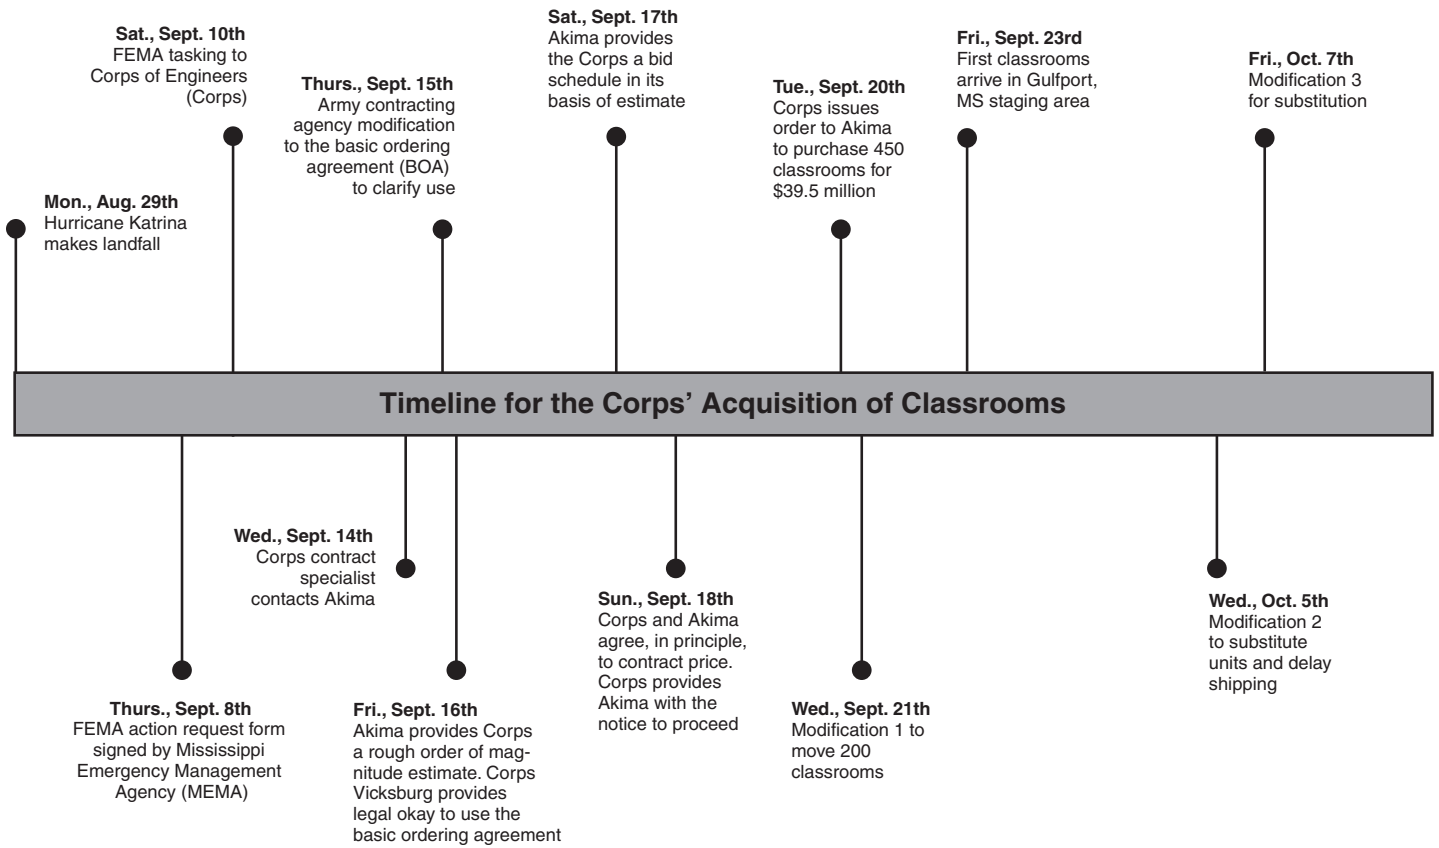 Sat., Sept. 10th
FEMA tasking to
Corps of Engineers
(Corps)
Thurs., Sept. 15th
Army contracting
agency modification
to the basic ordering
agreement (BOA)
to clarify use
Sat., Sept. 17th
Akima provides
the Corps a bid
schedule in its
basis of estimate
Tue., Sept. 20th
Corps issues
order to Akima
to purchase 450
classrooms for
$39.5 million
Fri., Sept. 23rd
First classrooms
arrive in Gulfport,
MS staging area
Fri., Oct. 7th
Modification 3
for substitution
Mon., Aug. 29th
Hurricane Katrina
makes landfall
Timeline for the Corps’ Acquisition of Classrooms
Wed., Sept. 14th
Corps contract
specialist
contacts Akima
Thurs., Sept. 8th
FEMA action request form
signed by Mississippi
Emergency Management
Agency (MEMA)
Fri., Sept. 16th
Akima provides Corps
a rough order of mag-
nitude estimate. Corps
Vicksburg provides
legal okay to use the
basic ordering agreement
Sun., Sept. 18th
Corps and Akima
agree, in principle,
to contract price.
Corps provides
Akima with the
notice to proceed
Wed., Sept. 21th
Modification 1 to
move 200
classrooms
Wed., Oct. 5th
Modification 2
to substitute
units and delay
shipping